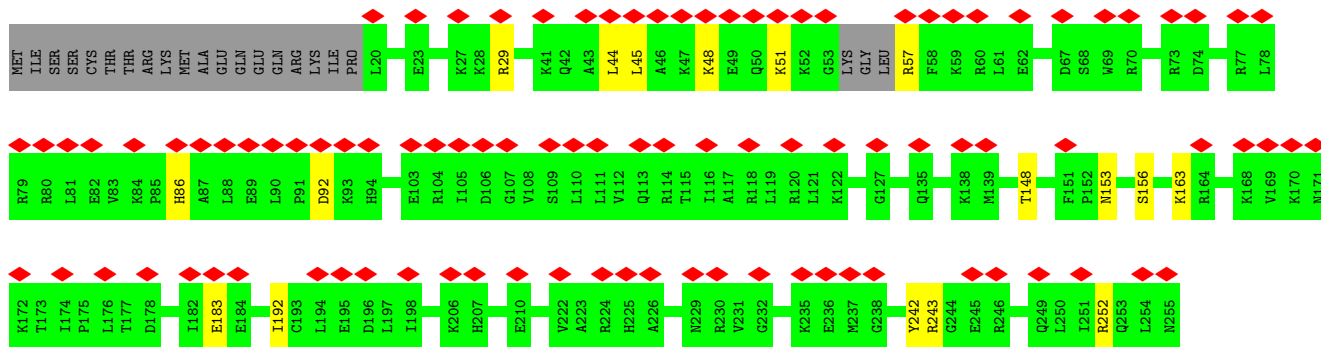 MET ILE SER SER CYS THR THR ARG LYS MET ALA GLU GLN GLU GLN ARG LYS ILE PRO L20 E23 K27 K28 R29 K41 Q42 A43 L44 L45 A46 K47 K48 E49 Q50 K51 K52 G53 LYS GLY LEU R57 F58 K59 R60 L61 E62 D67 S68 W69 R70 R73 D74 R77 L78
R79 R80 L81 E82 V83 K84 P85 H86 A87 L88 E89 L90 P91 D92 K93 H94 E103 R104 I105 D106 G107 V108 S109 L110 L111 V112 Q113 R114 T115 I116 A117 R118 L119 R120 L121 K122 G127 Q135 K138 M139 T148 F151 P152 N153 S156 K163 R164 K168 V169 K170 N171
K172 T173 I174 P175 L176 T177 D178 I182 E183 E184 I192 C193 L194 E195 D196 L197 I198 K206 H207 E210 V222 A223 R224 H225 A226 N229 R230 V231 G232 K235 E236 M237 G238 Y242 R243 G244 E245 R246 Q249 L250 I251 R252 Q253 L254 N255